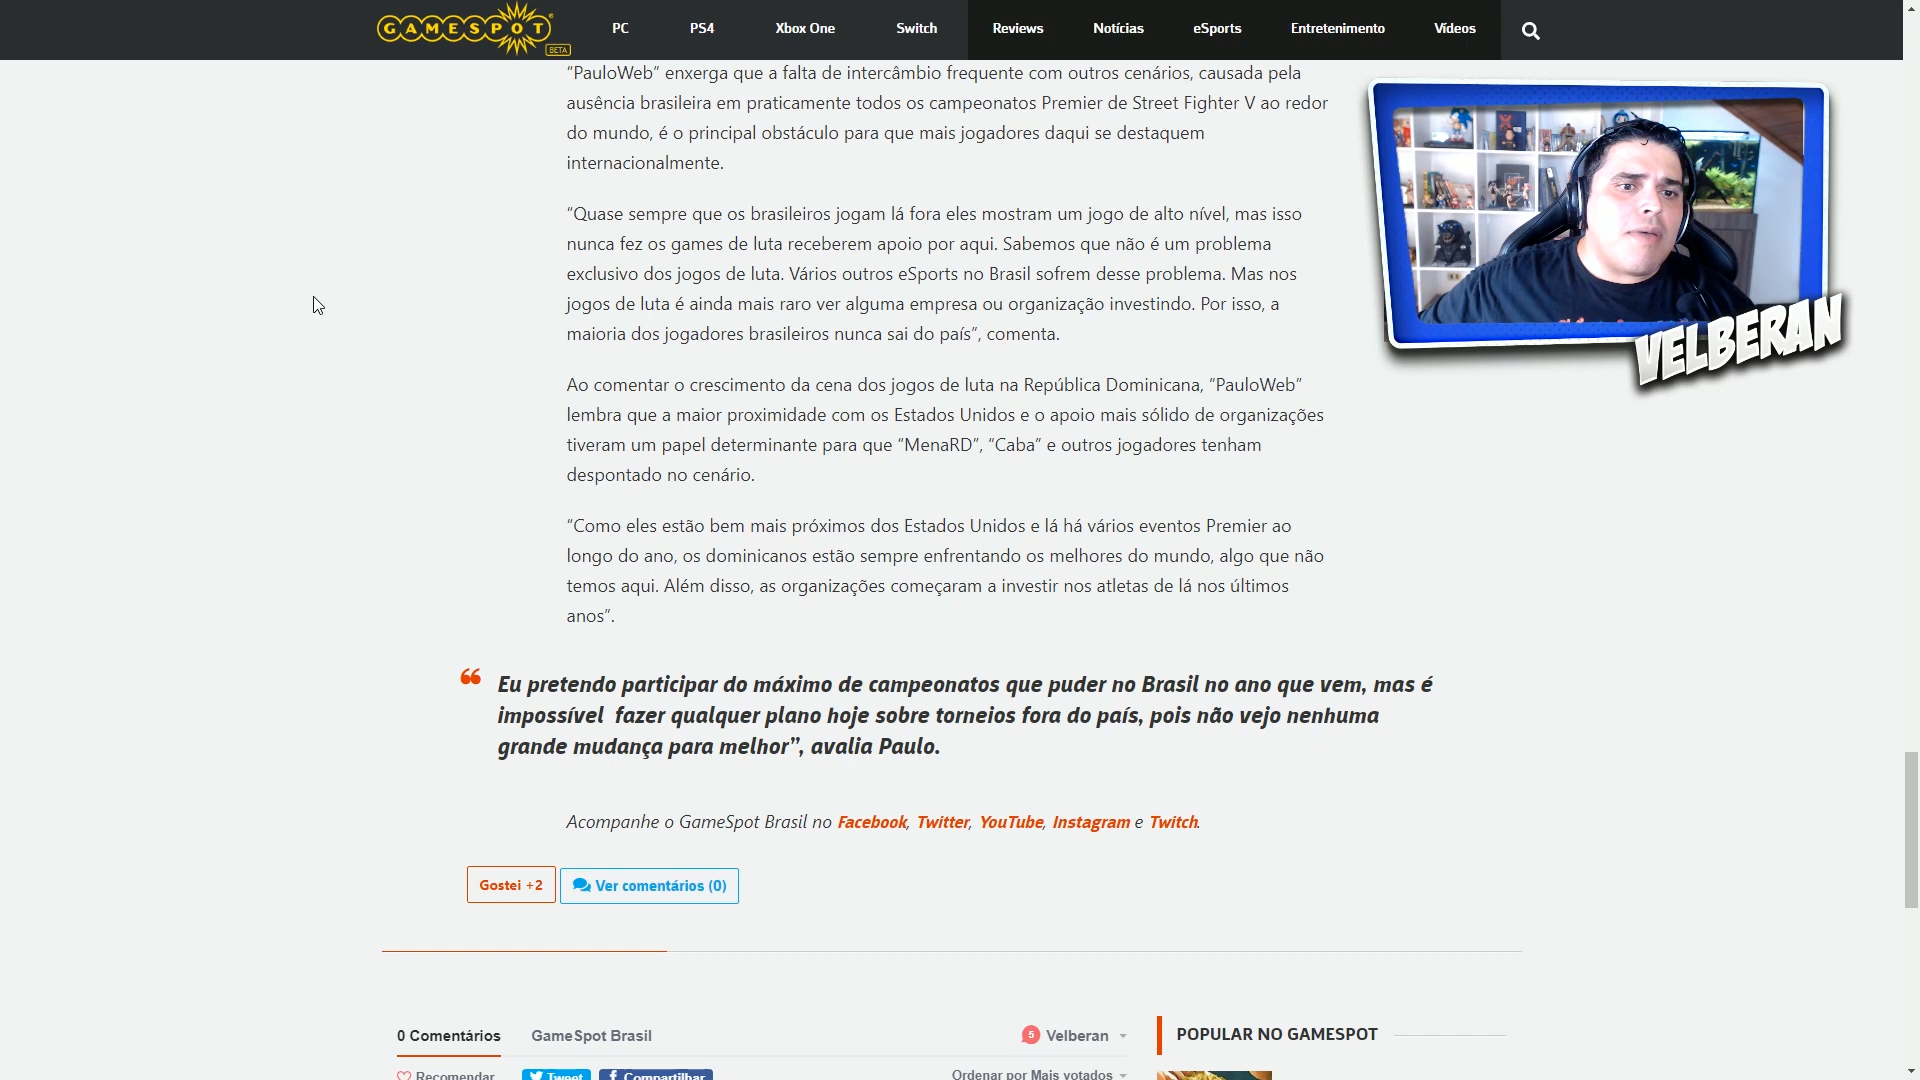 GAMESPOT
BETA
PC
PS4
Xbox One
Switch
Reviews
Notícias
eSports
Entretenimento
Vídeos
“PauloWeb” enxerga que a falta de intercâmbio frequente com outros cenários, causada pela
ausência brasileira em praticamente todos os campeonatos Premier de Street Fighter V ao redor
do mundo, é o principal obstáculo para que mais jogadores daqui se destaquem
internacionalmente.
“Quase sempre que os brasileiros jogam lá fora eles mostram um jogo de alto nível, mas isso
nunca fez os games de luta receberem apoio por aqui. Sabemos que não é um problema
exclusivo dos jogos de luta. Vários outros eSports no Brasil sofrem desse problema. Mas nos
jogos de luta é ainda mais raro ver alguma empresa ou organização investindo. Por isso, a
maioria dos jogadores brasileiros nunca sai do país”, comenta.
VELBERAN
Ao comentar o crescimento da cena dos jogos de luta na República Dominicana, “PauloWeb”
lembra que a maior proximidade com os Estados Unidos e o apoio mais sólido de organizações
tiveram um papel determinante para que “MenaRD”, “Caba” e outros jogadores tenham
despontado no cenário.
“Como eles estão bem mais próximos dos Estados Unidos e lá há vários eventos Premier ao
longo do ano, os dominicanos estão sempre enfrentando os melhores do mundo, algo que não
temos aqui. Além disso, as organizações começaram a investir nos atletas de lá nos últimos
anos”.
“ Eu pretendo participar do máximo de campeonatos que puder no Brasil no ano que vem, mas é
impossível fazer qualquer plano hoje sobre torneios fora do país, pois não vejo nenhuma
grande mudança para melhor”, avalia Paulo.
Acompanhe o GameSpot Brasil no Facebook, Twitter, YouTube, Instagram e Twitch.
Gostei +2
Ver comentários (0)
0 Comentários
GameSpot Brasil
5 Velberan
POPULAR NO GAMESPOT
Recomendar
Tweet
Compartilhar
Ordenar por Mais votados